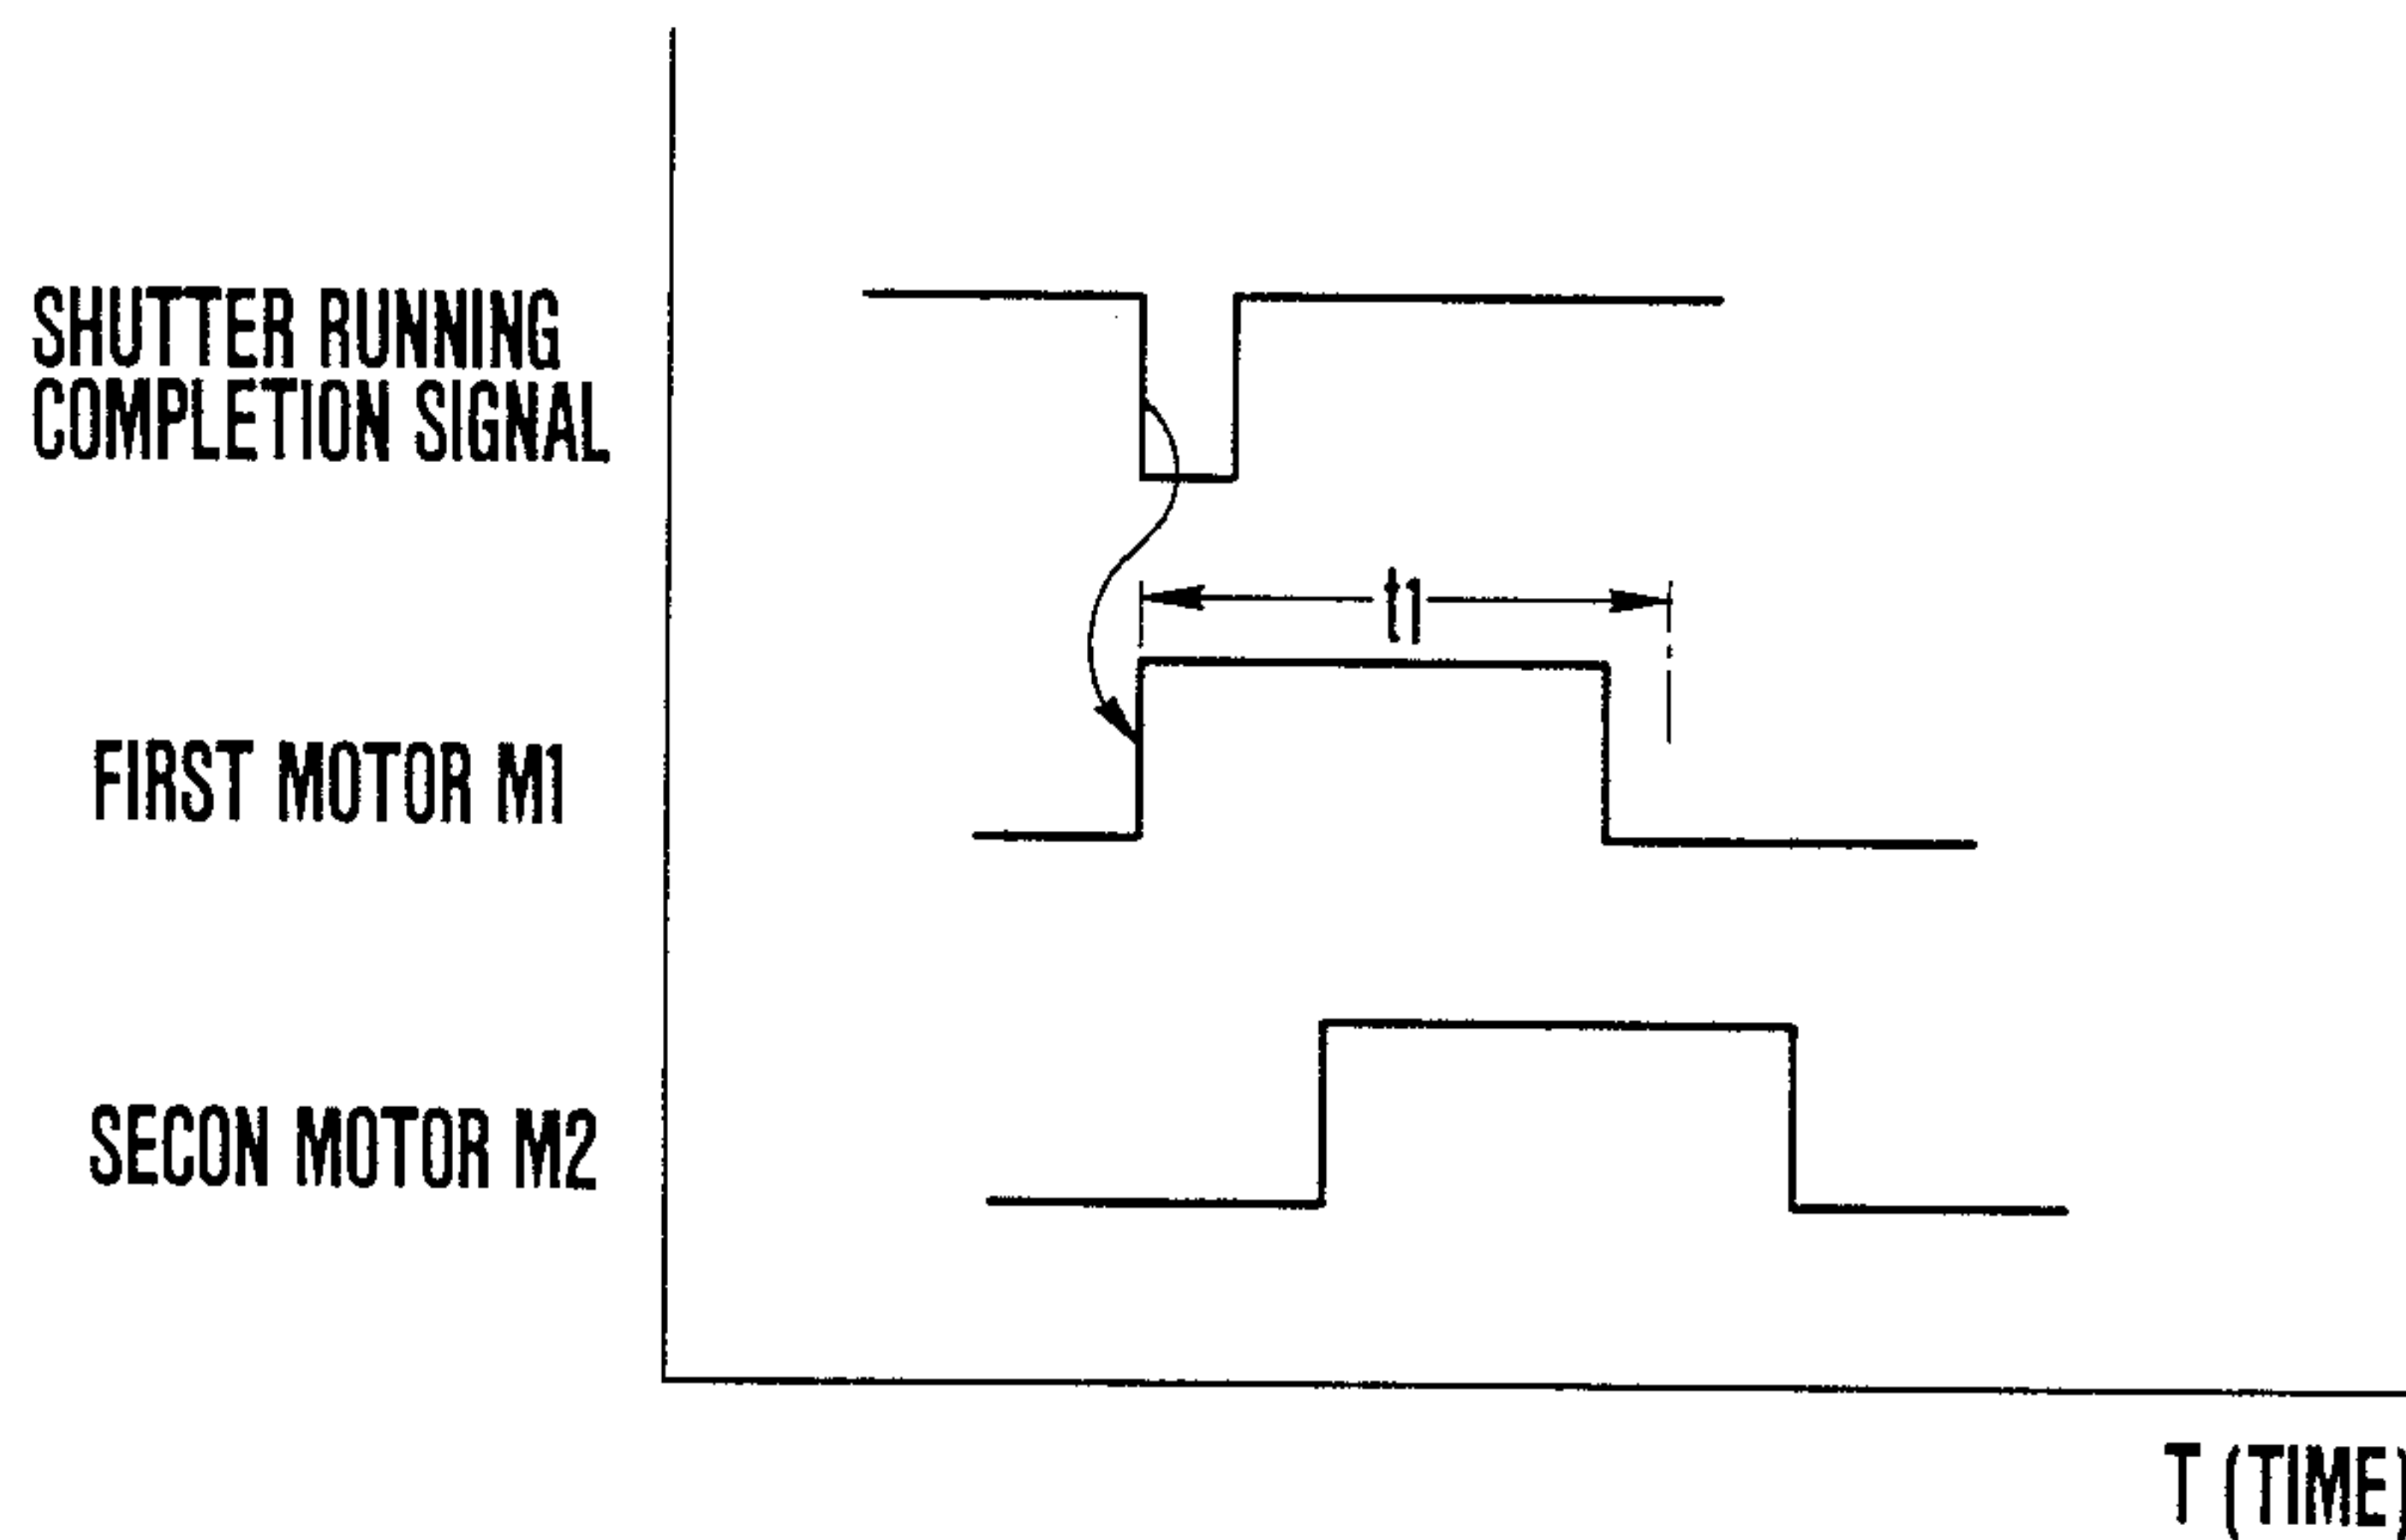 SHUTTER RUNNING
COMPLETION SIGNAL
t1
FIRST MOTOR M1
SECON MOTOR M2
T (TIME)